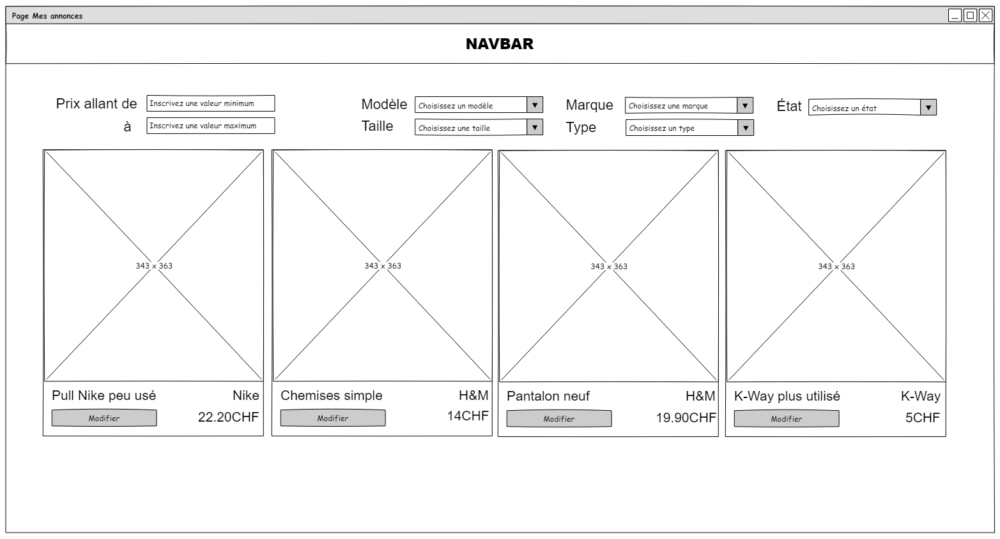 Page Mes annonces
NAVBAR
Prix allant de
Inscrivez une valeur minimum
à
Inscrivez une valeur maximum
Modèle
Choisissez un modèle
Taille
Choisissez une taille
Marque
Choisissez une marque
Type
Choisissez un type
État
Choisissez un état
343 x 363
Pull Nike peu usé
Nike
Modifier
22.20CHF
343 x 363
Chemises simple
H&M
Modifier
14CHF
343 x 363
Pantalon neuf
H&M
Modifier
19.90CHF
343 x 363
K-Way plus utilisé
K-Way
Modifier
5CHF